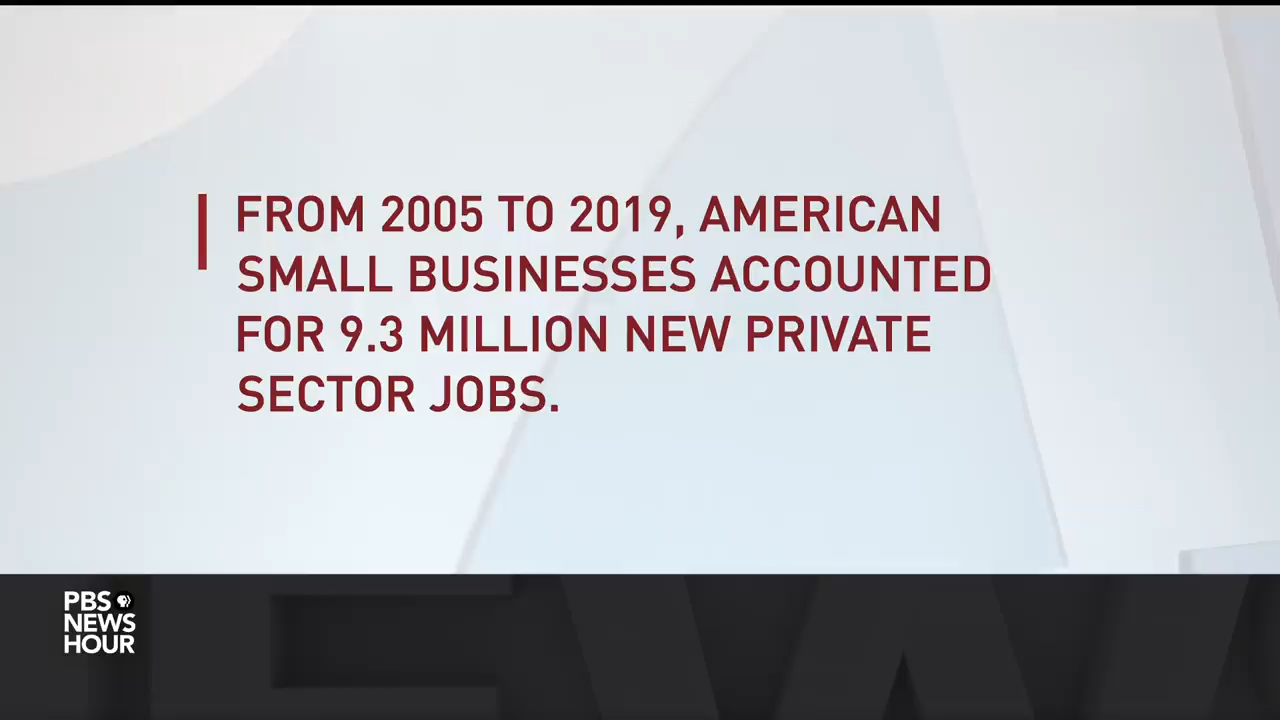 FROM 2005 TO 2019, AMERICAN
SMALL BUSINESSES ACCOUNTED
FOR 9.3 MILLION NEW PRIVATE
SECTOR JOBS.
PBS
NEWS
HOUR